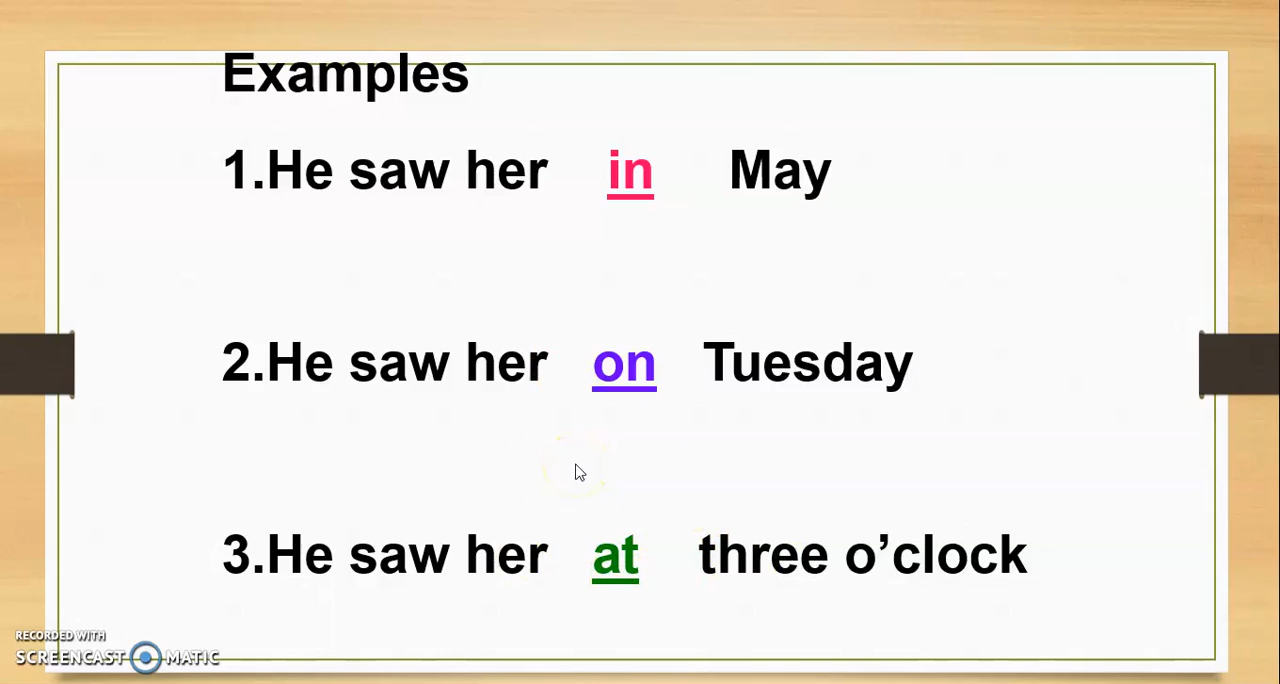 Examples
1.He saw her in May
2.He saw her on Tuesday
3.He saw her at three o’clock
RECORDED WITH
SCREENCAST MATIC